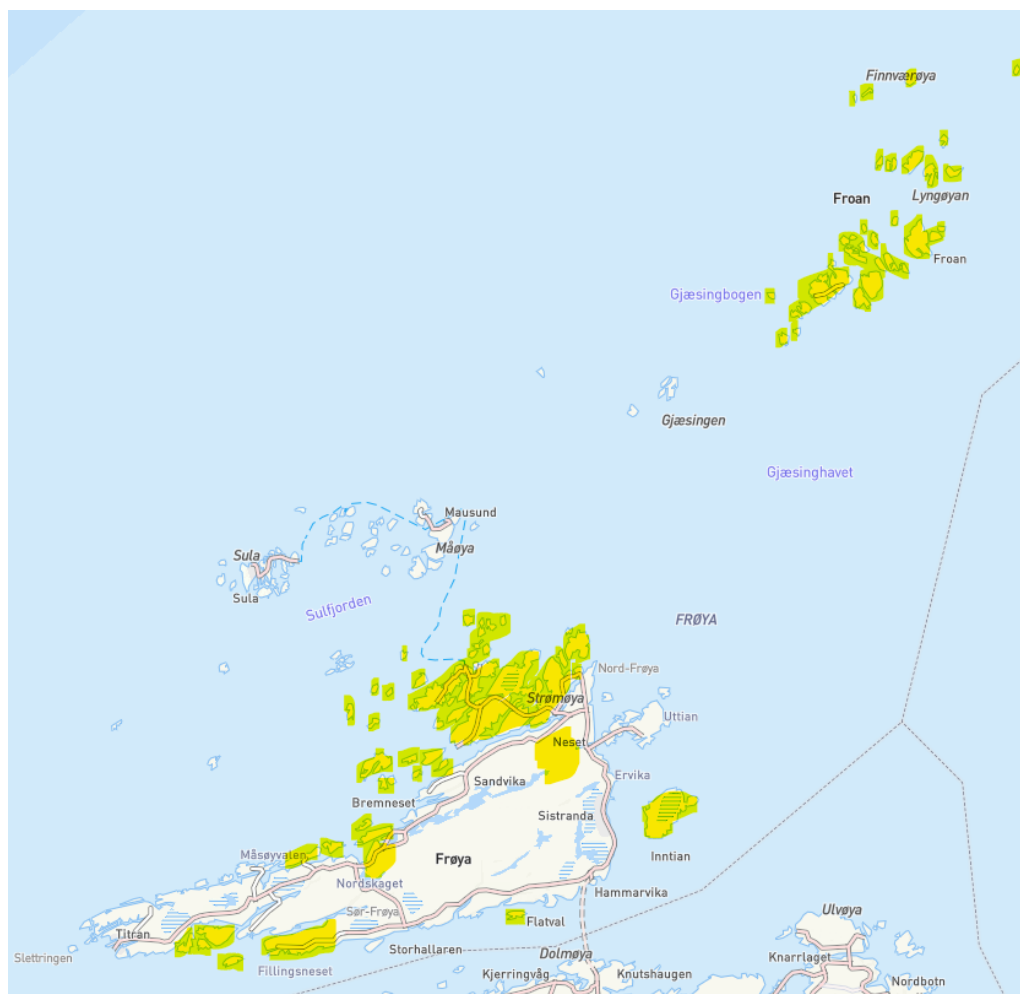 Finnværøya
Froan
Lyngøyan
Froan
Gjæsingbogen
Gjæsingen
Gjæsinghavet
Mausund
Måøya
Sula
Sula
Sulfjorden
FRØYA
Nord-Frøya
Strømøya
Uttian
Neset
Ervika
Sandvika
Bremneset
Sistranda
Måsøyvalen
Frøya
Inntian
Nordskaget
Hammarvika
Sør-Frøya
Ulvøya
Flatval
Titran
Storhallaren
Dolmøya
Knarrlaget
Slettringen
Fillingsneset
Kjerringvåg
Knutshaugen
Nordbotn